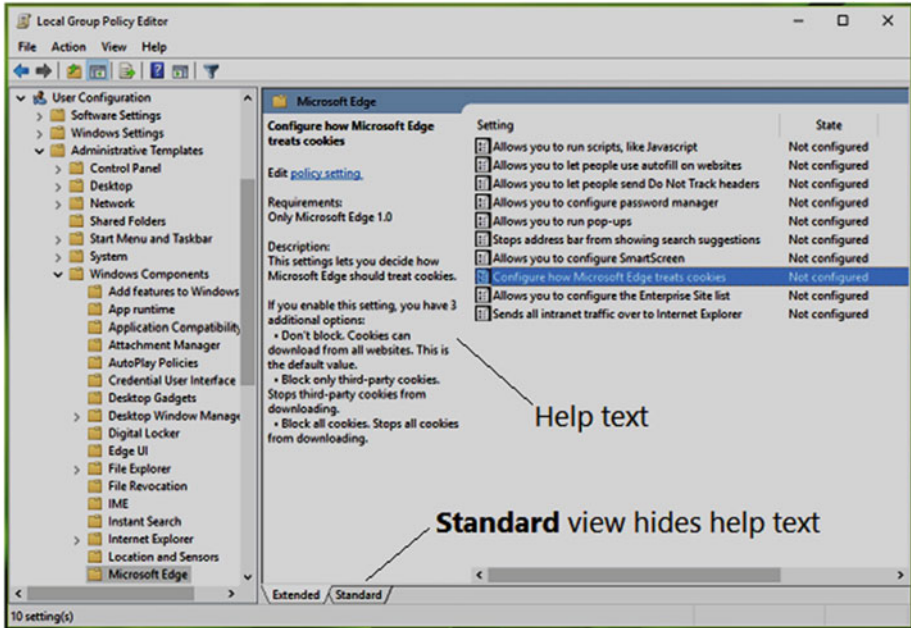 Local Group Policy Editor
File Action View Help
User Configuration
Software Settings
Windows Settings
Administrative Templates
Control Panel
Desktop
Network
Shared Folders
Start Menu and Taskbar
System
Windows Components
Add features to Windows
App runtime
Application Compatibility
Attachment Manager
AutoPlay Policies
Credential User Interface
Desktop Gadgets
Desktop Window Manage
Digital Locker
Edge UI
File Explorer
File Revocation
IME
Instant Search
Internet Explorer
Location and Sensors
Microsoft Edge
Microsoft Edge
Configure how Microsoft Edge
treats cookies
Edit policy setting
Requirements:
Only Microsoft Edge 1.0
Description:
This settings lets you decide how
Microsoft Edge should treat cookies.
If you enable this setting, you have 3
additional options:
• Don't block. Cookies can
download from all websites. This is
the default value.
• Block only third-party cookies.
Stops third-party cookies from
downloading.
• Block all cookies. Stops all cookies
from downloading.
Setting State
Allows you to run scripts, like Javascript Not configured
Allows you to let people use autofill on websites Not configured
Allows you to let people send Do Not Track headers Not configured
Allows you to configure password manager Not configured
Allows you to run pop-ups Not configured
Stops address bar from showing search suggestions Not configured
Allows you to configure SmartScreen Not configured
Configure how Microsoft Edge treats cookies Not configured
Allows you to configure the Enterprise Site list Not configured
Sends all intranet traffic over to Internet Explorer Not configured
Help text
Standard view hides help text
Extended Standard
10 setting(s)